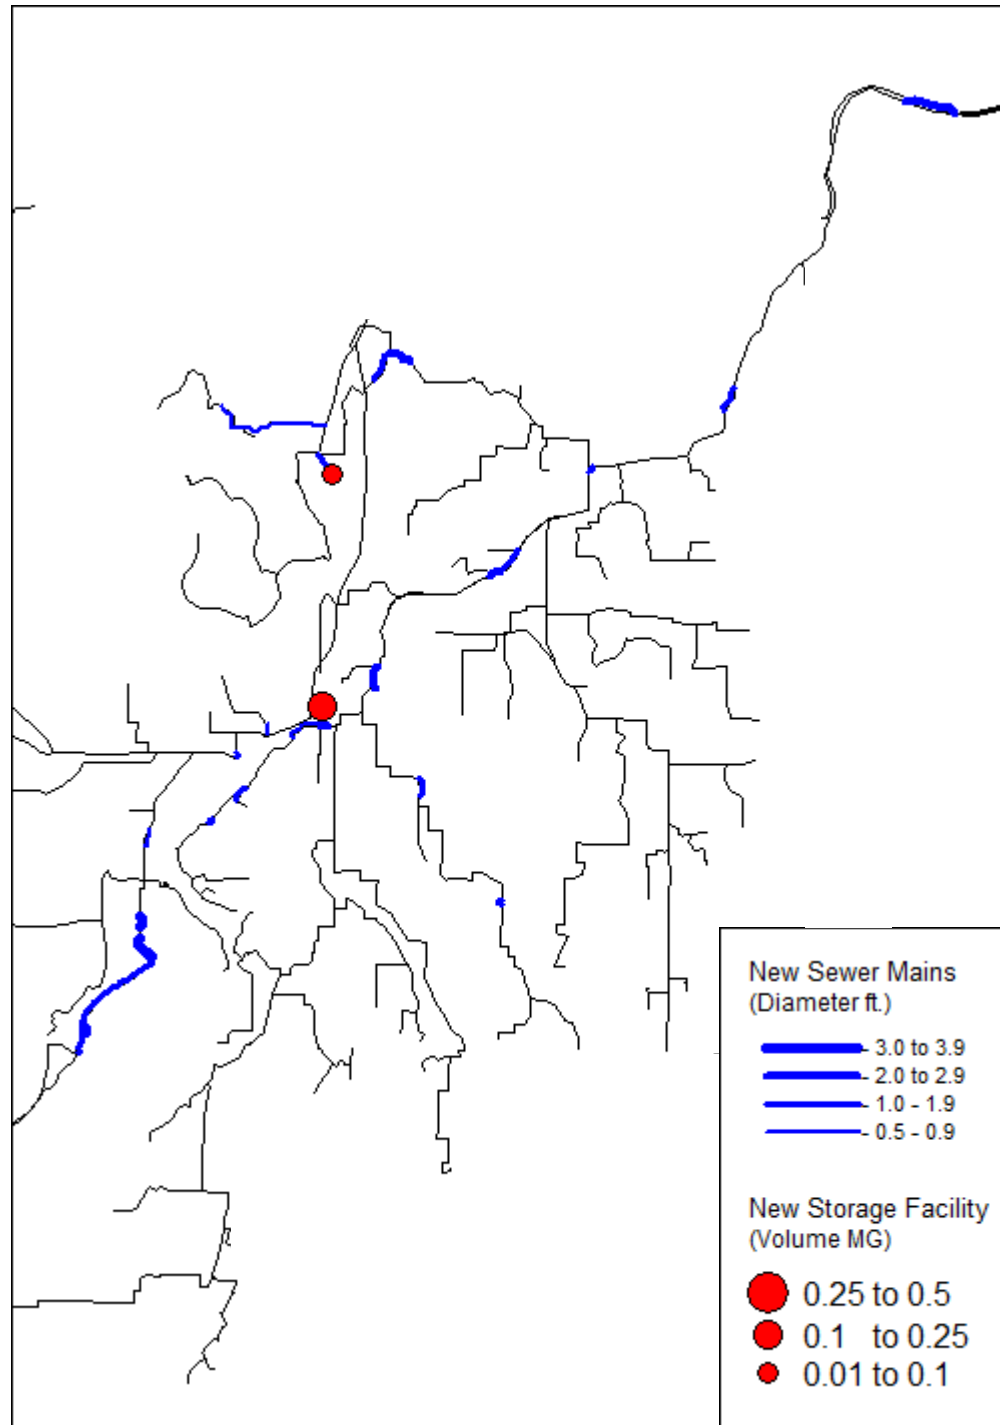 New Sewer Mains
(Diameter ft.)
- 3.0 to 3.9
- 2.0 to 2.9
- 1.0 - 1.9
- 0.5 - 0.9
New Storage Facility
(Volume MG)
0.25 to 0.5
0.1 to 0.25
0.01 to 0.1